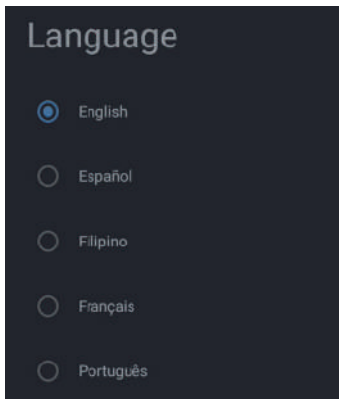 Language
English
Español
Filipino
Français
Português